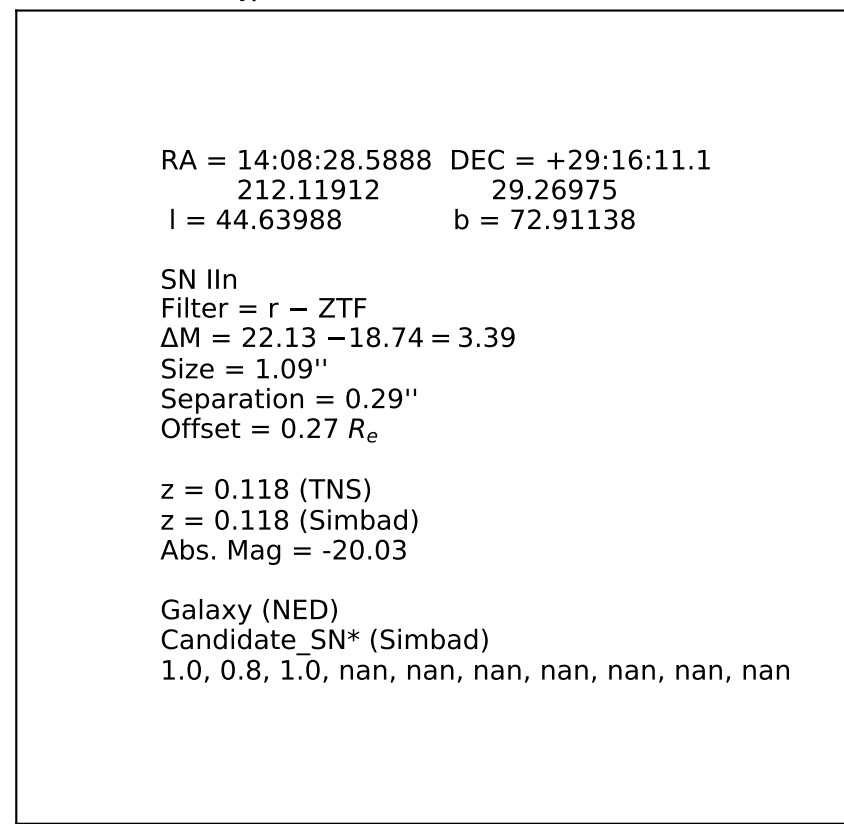 RA = 14:08:28.5888 DEC = +29:16:11.1
212.11912 29.26975
l = 44.63988 b = 72.91138
SN IIn
Filter = r − ZTF
ΔM = 22.13 −18.74 = 3.39
Size = 1.09''
Separation = 0.29''
Offset = 0.27 Rₑ
z = 0.118 (TNS)
z = 0.118 (Simbad)
Abs. Mag = -20.03
Galaxy (NED)
Candidate_SN* (Simbad)
1.0, 0.8, 1.0, nan, nan, nan, nan, nan, nan, nan